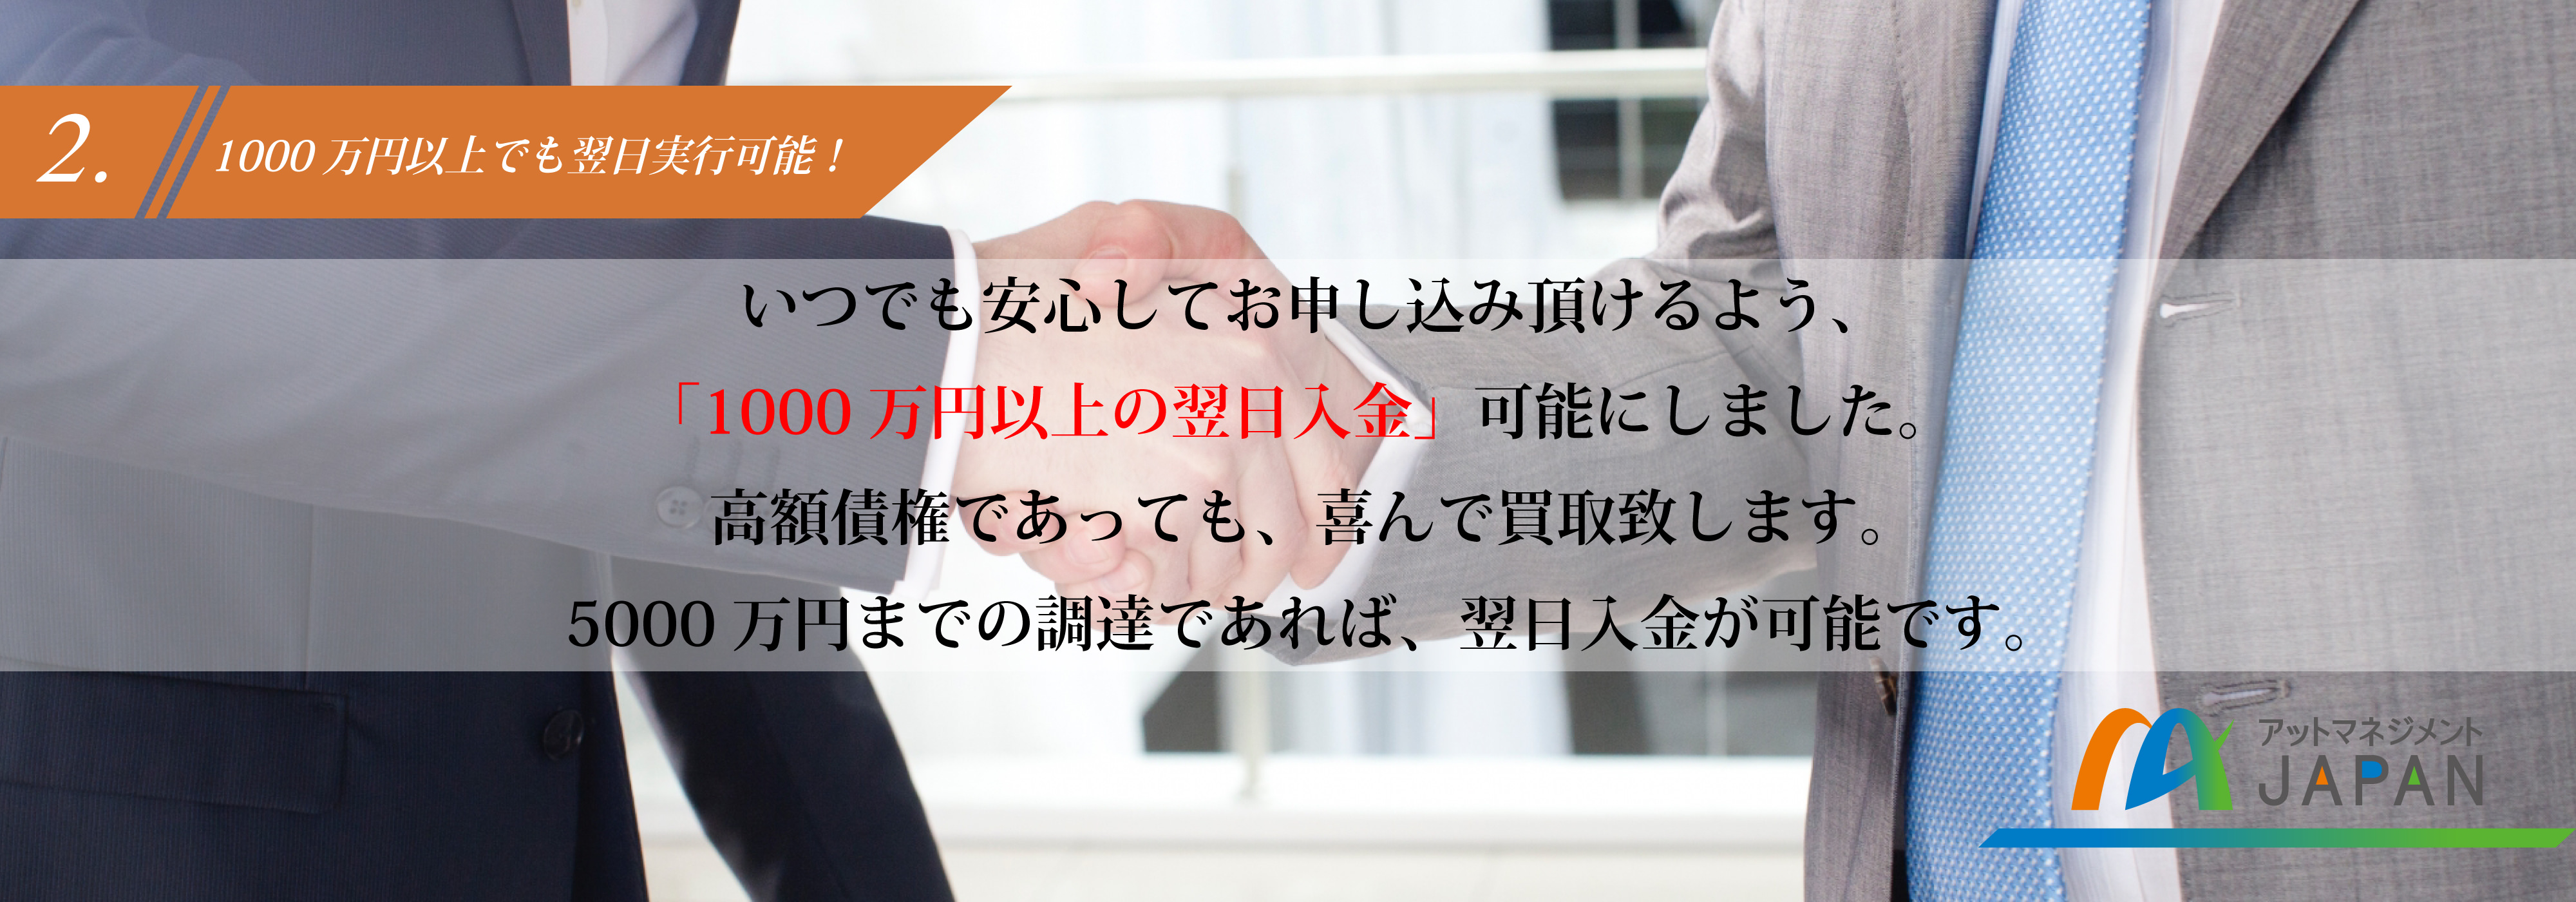 2.
1000万円以上でも翌日実行可能！
いつでも安心してお申し込み頂けるよう、
「1000万円以上の翌日入金」可能にしました。
高額債権であっても、喜んで買取致します。
5000万円までの調達であれば、翌日入金が可能です。
アットマネジメント
JAPAN